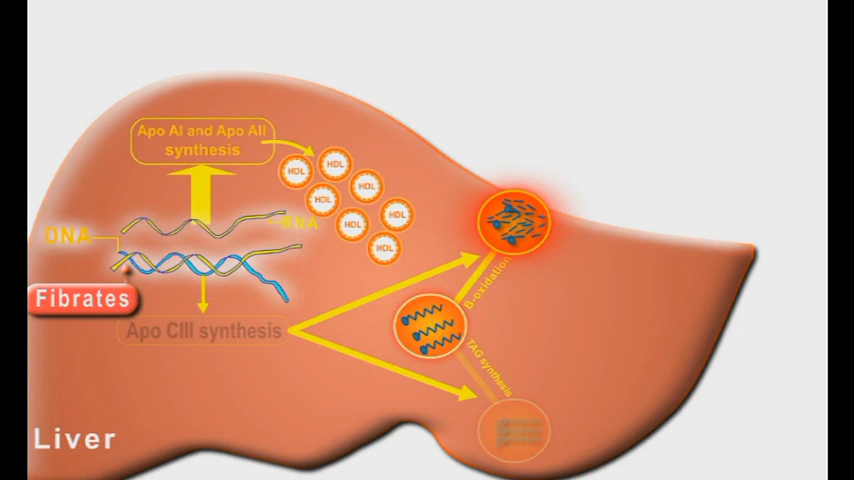 Apo AI and Apo AII
synthesis
HDL
HDL
HDL
HDL
HDL
HDL
HDL
RNA
DNA
Fibrates
Apo CIII synthesis
B-oxidation
TAG synthesis
Liver